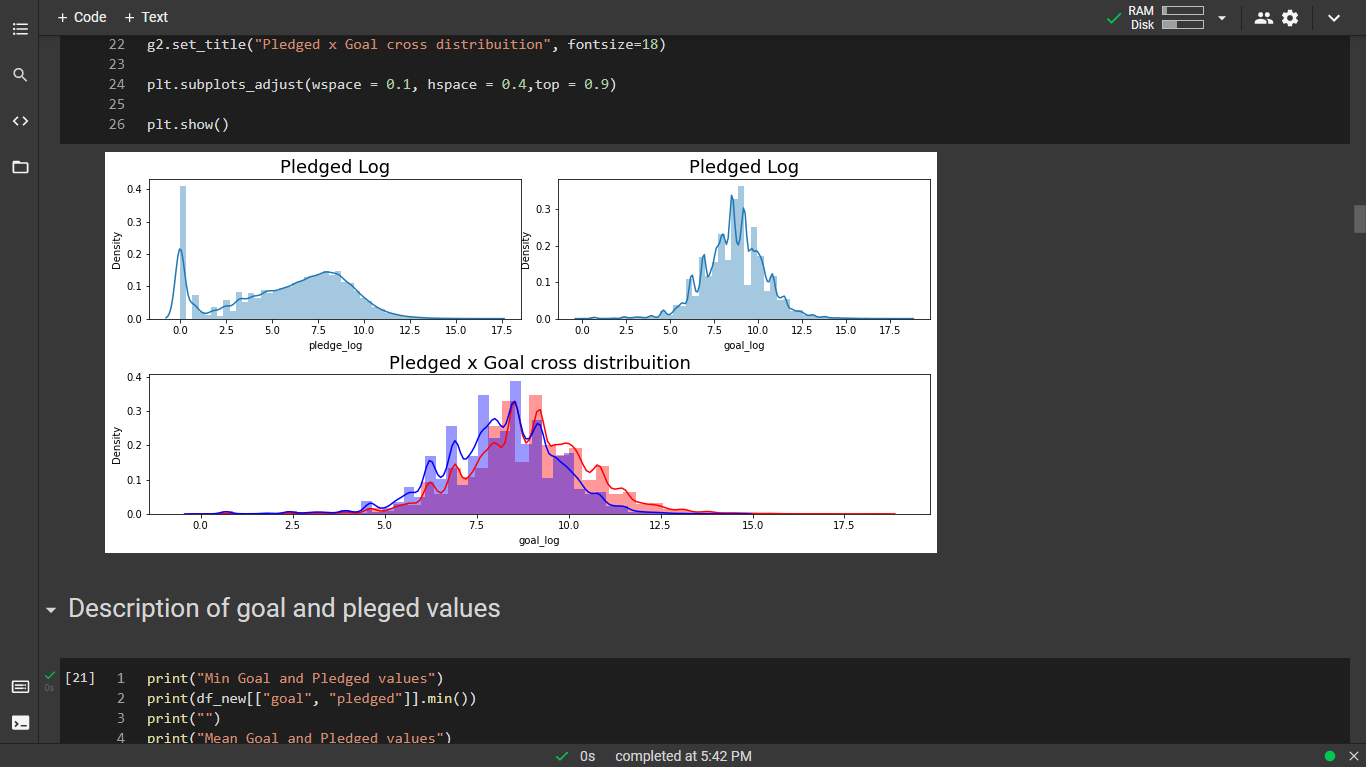 + Code + Text
RAM
Disk
22 g2.set_title("Pledged x Goal cross distribuition", fontsize=18)
23
24 plt.subplots_adjust(wspace = 0.1, hspace = 0.4,top = 0.9)
25
26 plt.show()
Pledged Log
0.4
0.3
0.2
0.1
0.0
Density
0.0 2.5 5.0 7.5 10.0 12.5 15.0 17.5
pledge_log
Pledged Log
0.3
0.2
0.1
0.0
Density
0.0 2.5 5.0 7.5 10.0 12.5 15.0 17.5
goal_log
Pledged x Goal cross distribuition
0.4
0.3
0.2
0.1
0.0
Density
0.0 2.5 5.0 7.5 10.0 12.5 15.0 17.5
goal_log
Description of goal and pleged values
0s
[21] 1 print("Min Goal and Pledged values")
2 print(df_new[["goal", "pledged"]].min())
3 print("")
4 print("Mean Goal and Pledged values")
0s completed at 5:42 PM